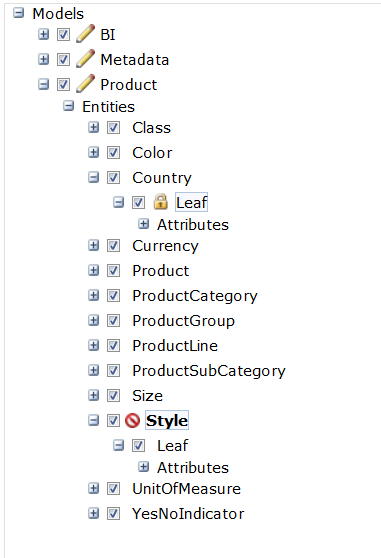 Models
BI
Metadata
Product
Entities
Class
Color
Country
Leaf
Attributes
Currency
Product
ProductCategory
ProductGroup
ProductLine
ProductSubCategory
Size
Style
Leaf
Attributes
UnitOfMeasure
YesNoIndicator